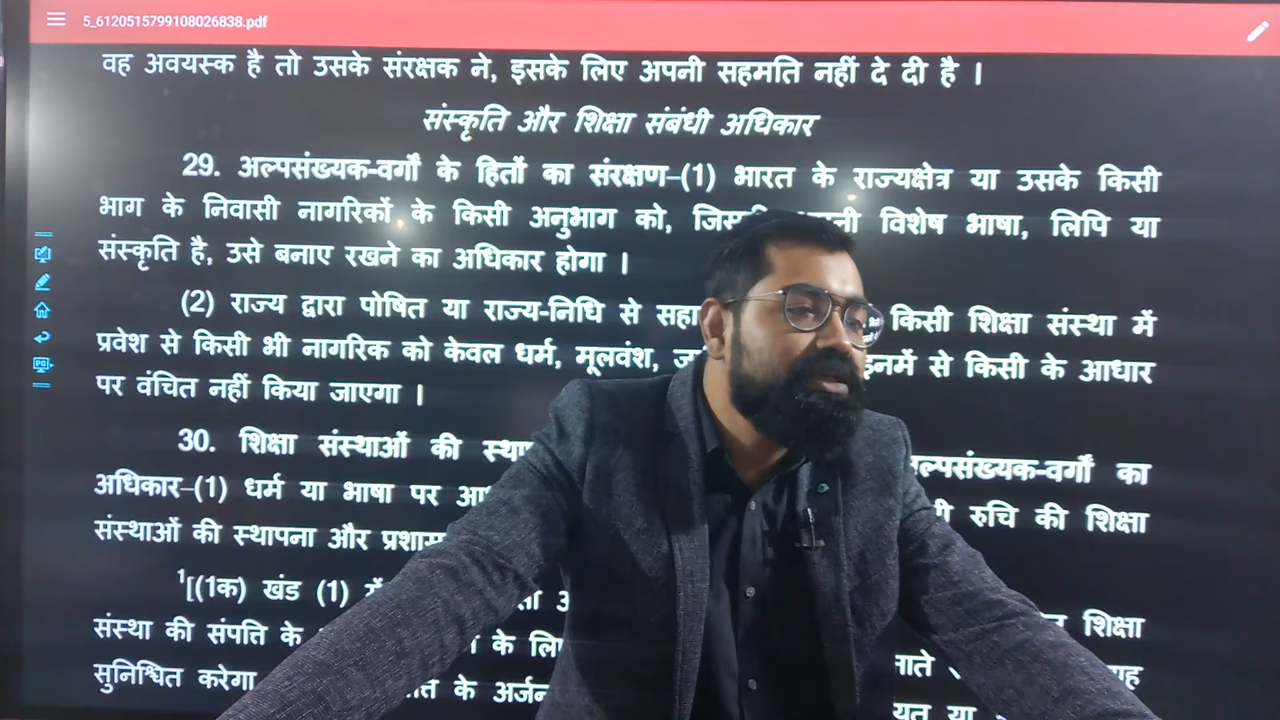 5_6120515799108026838.pdf
वह अवयस्क है तो उसके संरक्षक ने, इसके लिए अपनी सहमति नहीं दे दी है ।
संस्कृति और शिक्षा संबंधी अधिकार
29. अल्पसंख्यक-वर्गों के हितों का संरक्षण–(1) भारत के राज्यक्षेत्र या उसके किसी
भाग के निवासी नागरिकों के किसी अनुभाग को, विशेष भाषा, लिपि या
संस्कृति है, उसे बनाए रखने का अधिकार होगा ।
(2) राज्य द्वारा पोषित या राज्य-निधि से किसी शिक्षा संस्था में
प्रवेश से किसी भी नागरिक को केवल धर्म, मूलवंश, इनमें से किसी के आधार
पर वंचित नहीं किया जाएगा ।
30. शिक्षा संस्थाओं की अल्पसंख्यक-वर्गों का
अधिकार–(1) धर्म या भाषा पर रुचि की शिक्षा
संस्थाओं की स्थापना और
1[(1क) खंड (1) शिक्षा
संस्था की संपति के के
सुनिश्चित करेगा के या